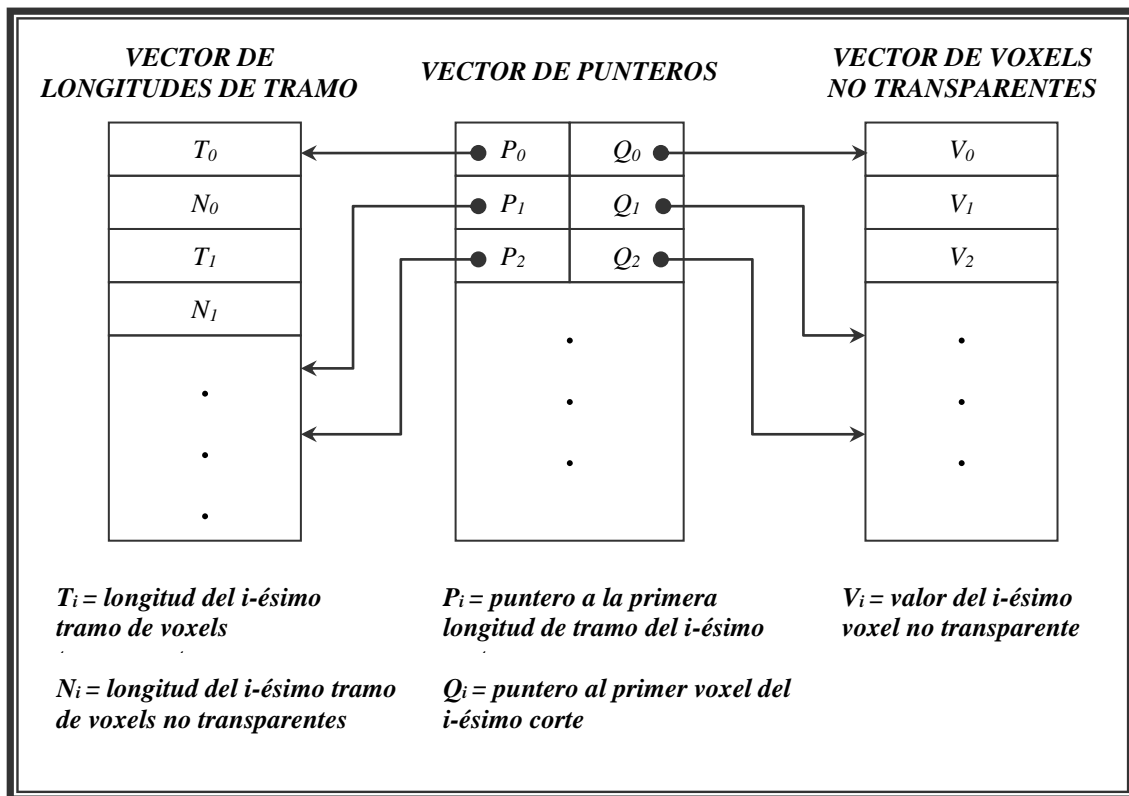 VECTOR DE
LONGITUDES DE TRAMO
VECTOR DE PUNTEROS
VECTOR DE VOXELS
NO TRANSPARENTES
T0
N0
T1
N1
.
.
.
P0
Q0
P1
Q1
P2
Q2
.
.
.
V0
V1
V2
.
.
.
Ti = longitud del i-ésimo
tramo de voxels
Ni = longitud del i-ésimo tramo
de voxels no transparentes
Pi = puntero a la primera
longitud de tramo del i-ésimo
Qi = puntero al primer voxel del
i-ésimo corte
Vi = valor del i-ésimo
voxel no transparente